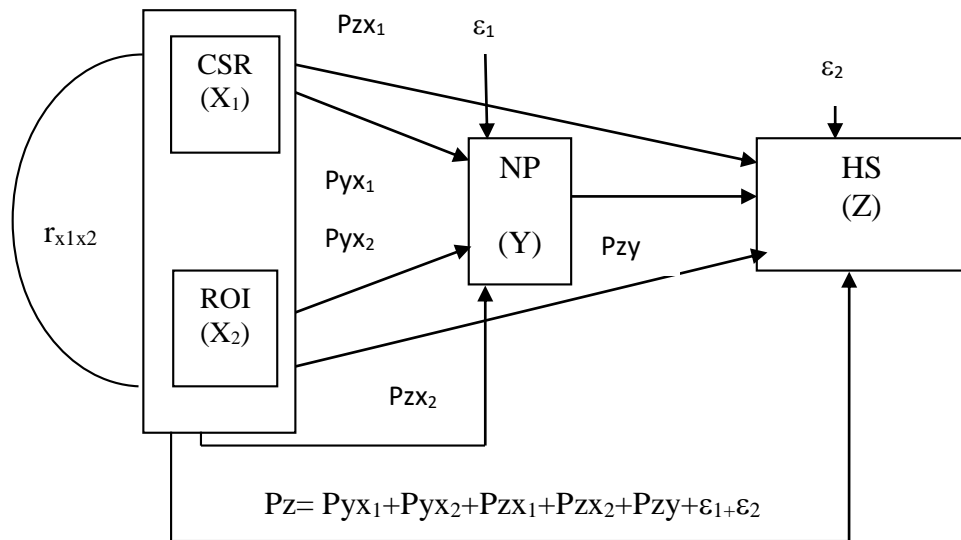 Pzx₁
ε₁
CSR
(X₁)
ε₂
NP
(Y)
HS
(Z)
Pyx₁
Pyx₂
rₓ₁ₓ₂
Pzy
ROI
(X₂)
Pzx₂
Pz= Pyx₁+Pyx₂+Pzx₁+Pzx₂+Pzy+ε₁₊ε₂